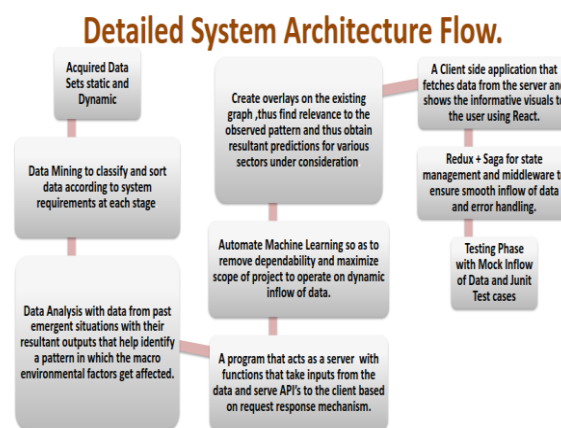 Detailed System Architecture Flow.
Acquired Data
Sets static and
Dynamic
Data Mining to classify and sort
data according to system
requirements at each stage
Data Analysis with data from past
emergent situations with their
resultant outputs that help identify
a pattern in which the macro
environmental factors get affected.
A program that acts as a server with
functions that take inputs from the
data and serve API's to the client based
on request response mechanism.
Automate Machine Learning so as to
remove dependability and maximize
scope of project to operate on dynamic
inflow of data.
Create overlays on the existing
graph ,thus find relevance to the
observed pattern and thus obtain
resultant predictions for various
sectors under consideration
A Client side application that
fetches data from the server and
shows the informative visuals to
the user using React.
Redux + Saga for state
management and middleware to
ensure smooth inflow of data
and error handling.
Testing Phase
with Mock Inflow
of Data and Junit
Test cases